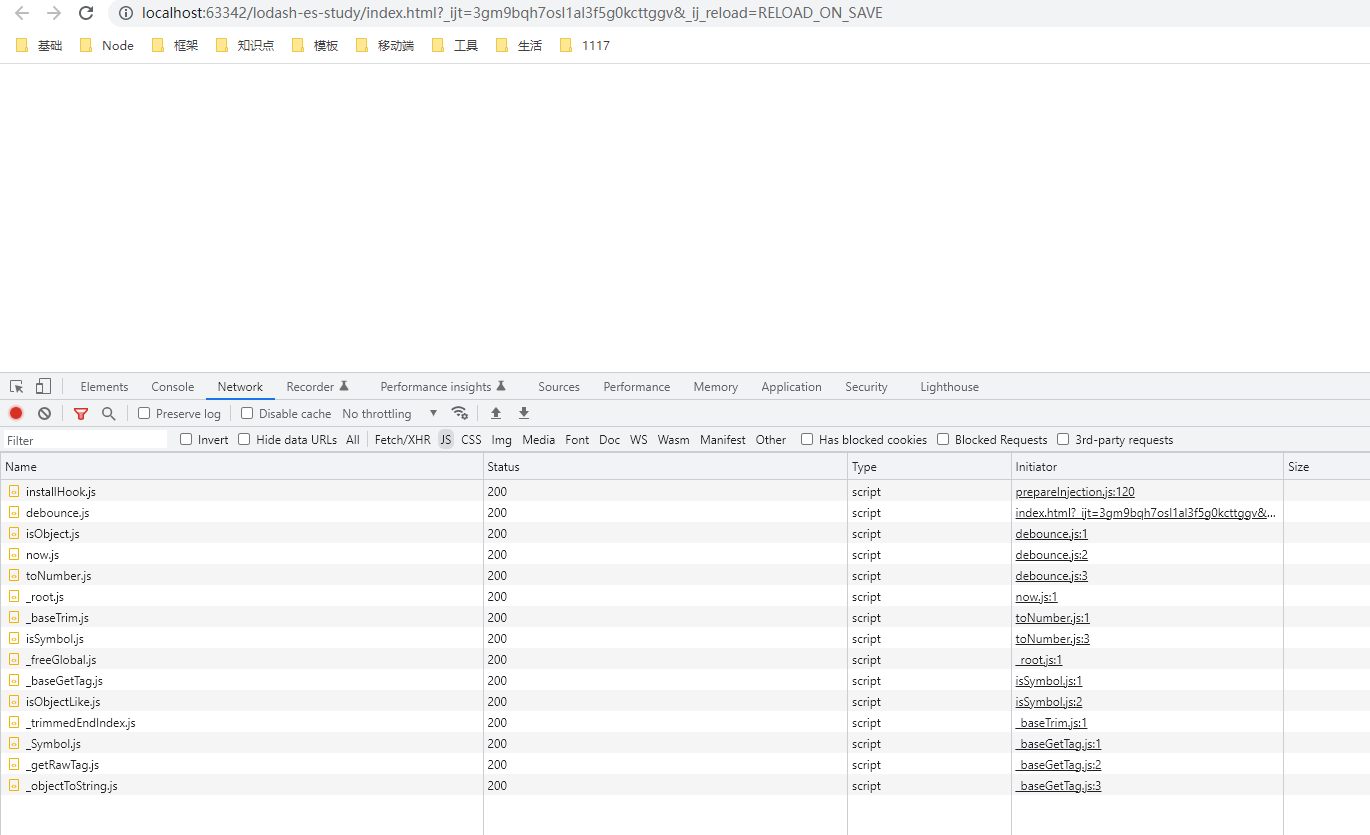 localhost:63342/lodash-es-study/index.html?_ijt=3gm9bqh7osl1al3f5g0kcttggv&_ij_reload=RELOAD_ON_SAVE
基础 Node 框架 知识点 模板 移动端 工具 生活 1117
Elements Console Network Recorder Performance insights Sources Performance Memory Application Security Lighthouse
Preserve log Disable cache No throttling
Filter Invert Hide data URLs All Fetch/XHR JS CSS Img Media Font Doc WS Wasm Manifest Other Has blocked cookies Blocked Requests 3rd-party requests
Name Status Type Initiator Size
installHook.js 200 script prepareInjection.js:120
debounce.js 200 script index.html?_ijt=3gm9bqh7osl1al3f5g0kcttggv&...
isObject.js 200 script debounce.js:1
now.js 200 script debounce.js:2
toNumber.js 200 script debounce.js:3
_root.js 200 script now.js:1
_baseTrim.js 200 script toNumber.js:1
isSymbol.js 200 script toNumber.js:3
_freeGlobal.js 200 script _root.js:1
_baseGetTag.js 200 script isSymbol.js:1
isObjectLike.js 200 script isSymbol.js:2
_trimmedEndIndex.js 200 script _baseTrim.js:1
_Symbol.js 200 script _baseGetTag.js:1
_getRawTag.js 200 script _baseGetTag.js:2
_objectToString.js 200 script _baseGetTag.js:3